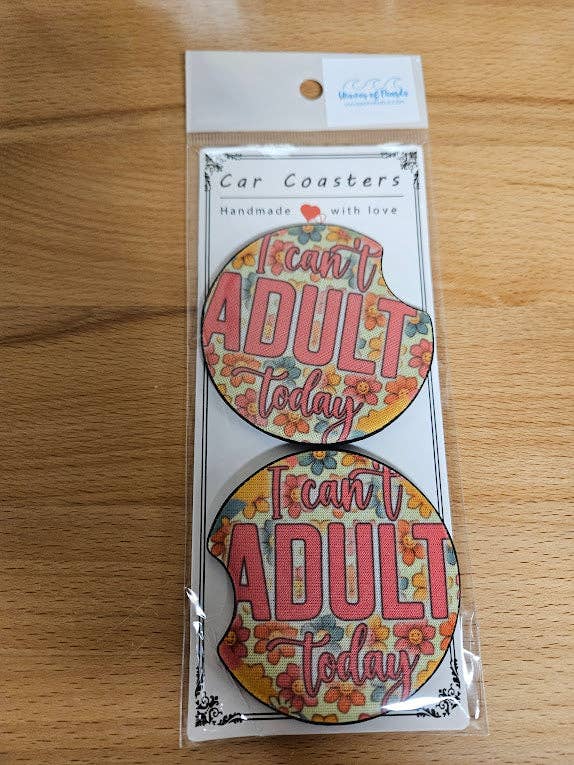 Car Coasters
Handmade with love
I can't
ADULT
today
I can't
ADULT
today